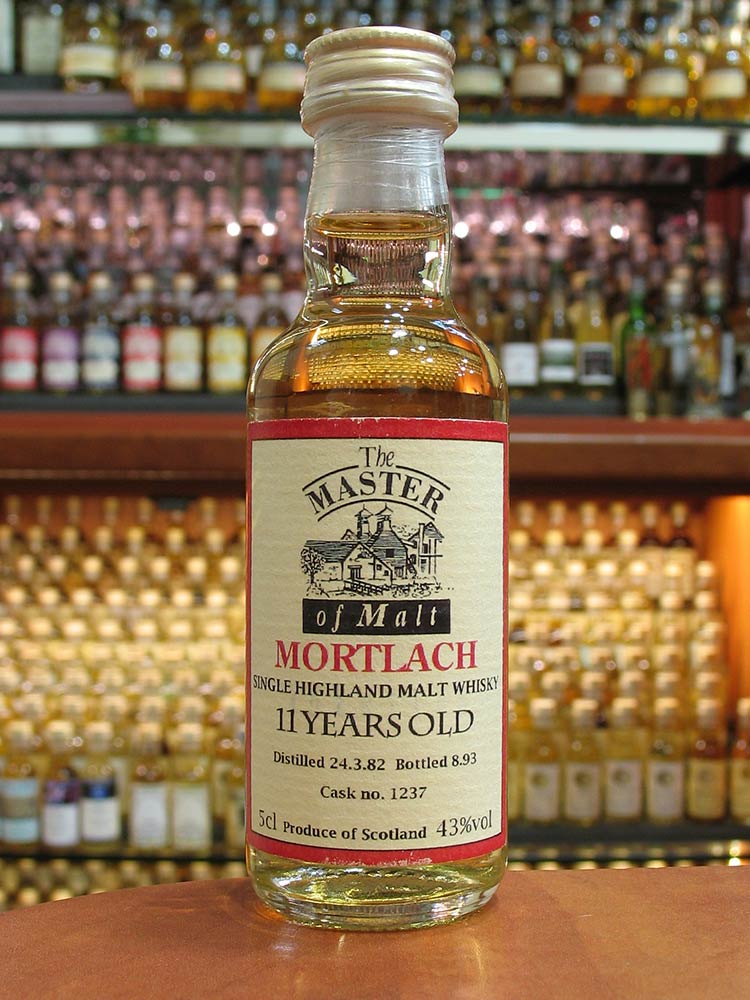 The
MASTER
of Malt
MORTLACH
SINGLE HIGHLAND MALT WHISKY
11 YEARS OLD
Distilled 24.3.82 Bottled 8.93
Cask no. 1237
5cl Produce of Scotland 43%vol